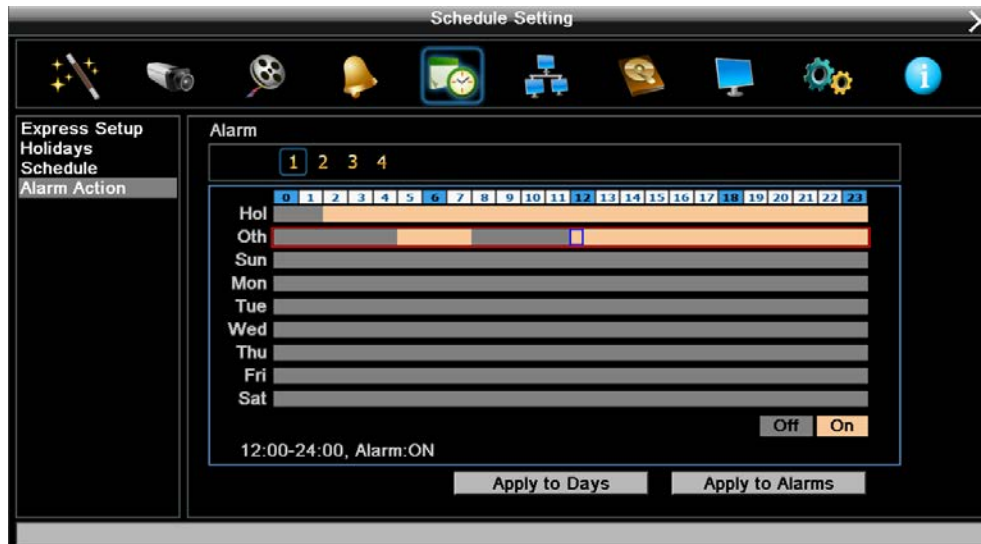 Schedule Setting
Express Setup
Holidays
Schedule
Alarm Action
Alarm
1 2 3 4
0 1 2 3 4 5 6 7 8 9 10 11 12 13 14 15 16 17 18 19 20 21 22 23
Hol
Oth
Sun
Mon
Tue
Wed
Thu
Fri
Sat
Off On
12:00-24:00, Alarm:ON
Apply to Days Apply to Alarms